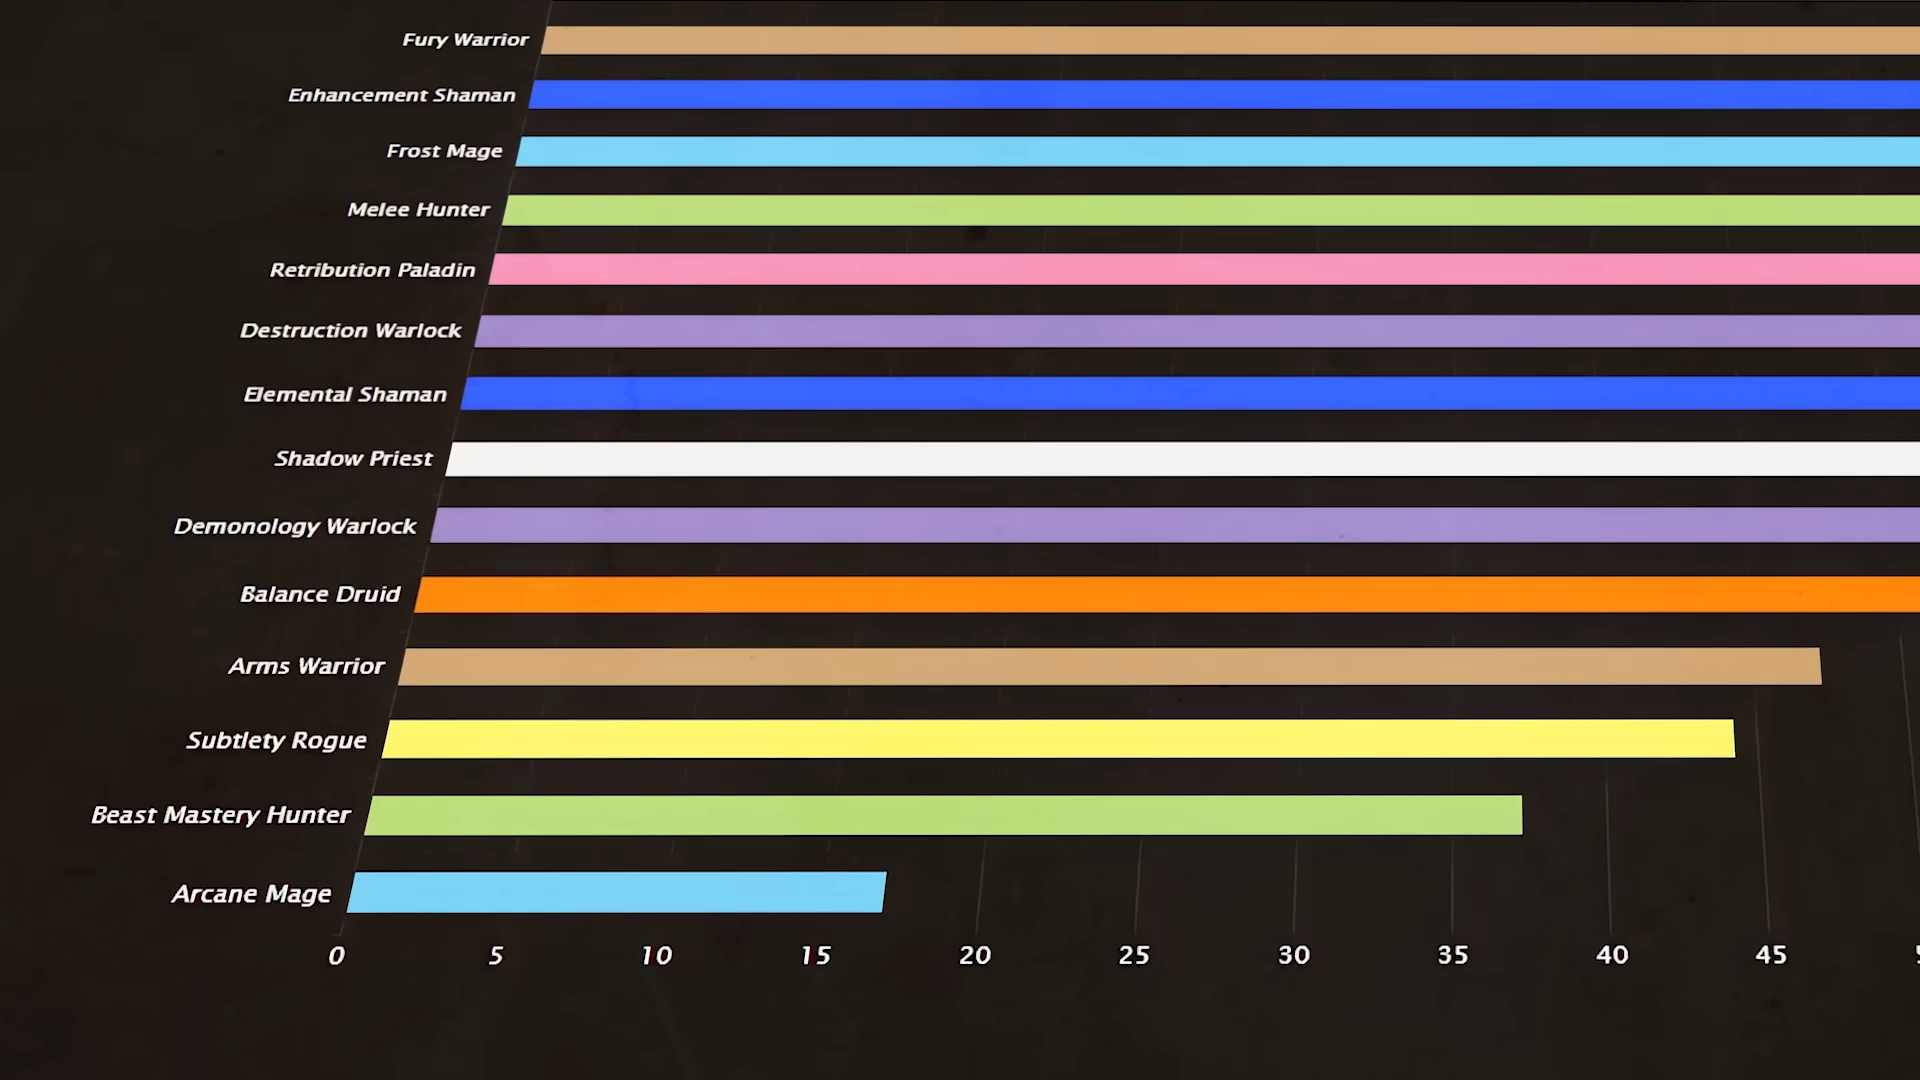 Fury Warrior
Enhancement Shaman
Frost Mage
Melee Hunter
Retribution Paladin
Destruction Warlock
Elemental Shaman
Shadow Priest
Demonology Warlock
Balance Druid
Arms Warrior
Subtlety Rogue
Beast Mastery Hunter
Arcane Mage
0 5 10 15 20 25 30 35 40 45